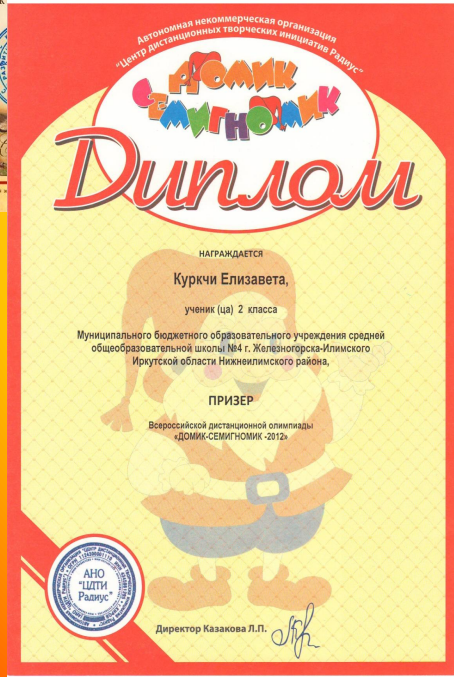 Автономная некоммерческая организация
"Центр дистанционных творческих инициатив Радиус"
ДОМИК
СЕМИГНОМИК
Диплом
НАГРАЖДАЕТСЯ
Куркчи Елизавета,
ученик (ца) 2 класса
Муниципального бюджетного образовательного учреждения средней
общеобразовательной школы №4 г. Железногорска-Илимского
Иркутской области Нижнеилимского района,
ПРИЗЕР
Всероссийской дистанционной олимпиады
«ДОМИК-СЕМИГНОМИК -2012»
АНО
"ЦДТИ
Радиус"
Директор Казакова Л.П.